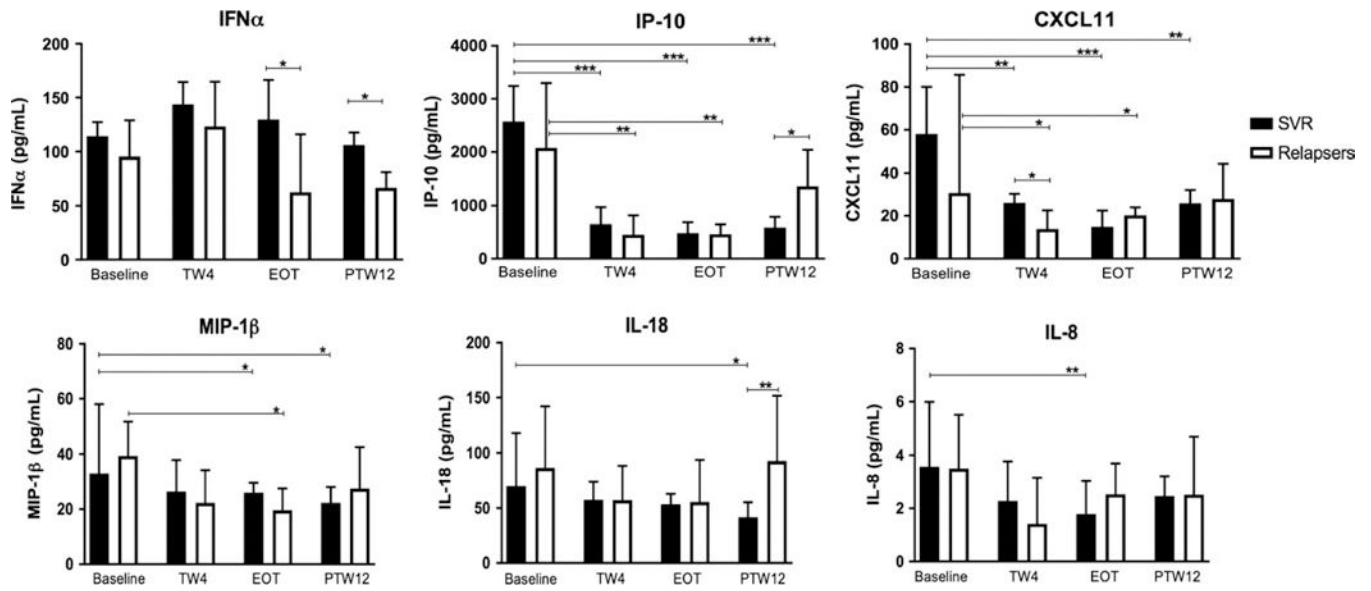 IFNα
IFNα (pg/mL)
200
150
100
50
0
*
*
Baseline TW4 EOT PTW12
IP-10
IP-10 (pg/mL)
4000
3000
2000
1000
0
***
***
***
**
**
*
Baseline TW4 EOT PTW12
CXCL11
CXCL11 (pg/mL)
100
80
60
40
20
0
**
***
**
*
*
*
Baseline TW4 EOT PTW12
SVR
Relapsers
MIP-1β
MIP-1β (pg/mL)
80
60
40
20
0
*
*
*
Baseline TW4 EOT PTW12
IL-18
IL-18 (pg/mL)
200
150
100
50
0
*
**
Baseline TW4 EOT PTW12
IL-8
IL-8 (pg/mL)
8
6
4
2
0
**
Baseline TW4 EOT PTW12